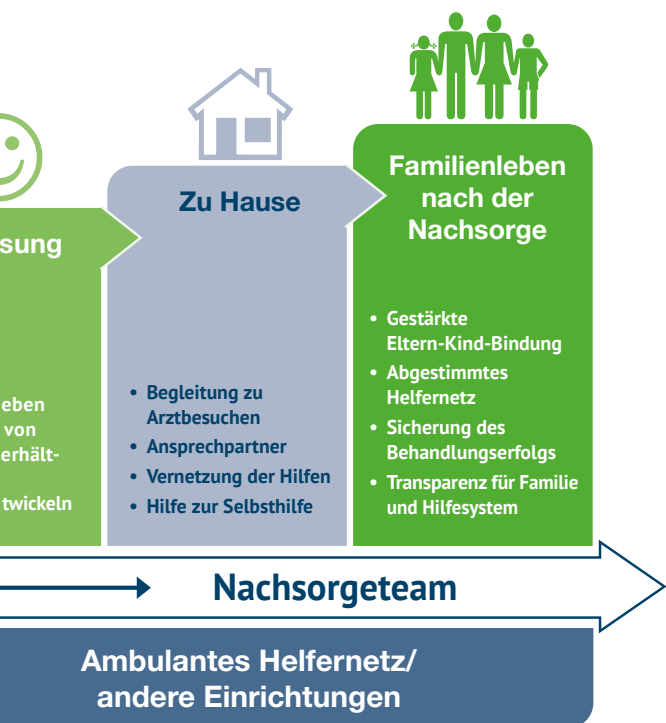 sung
eben
von
erhält-
twickeln
Zu Hause
• Begleitung zu
Arztbesuchen
• Ansprechpartner
• Vernetzung der Hilfen
• Hilfe zur Selbsthilfe
Familienleben
nach der
Nachsorge
• Gestärkte
Eltern-Kind-Bindung
• Abgestimmtes
Helfernetz
• Sicherung des
Behandlungserfolgs
• Transparenz für Familie
und Hilfesystem
Nachsorgeteam
Ambulantes Helfernetz/
andere Einrichtungen